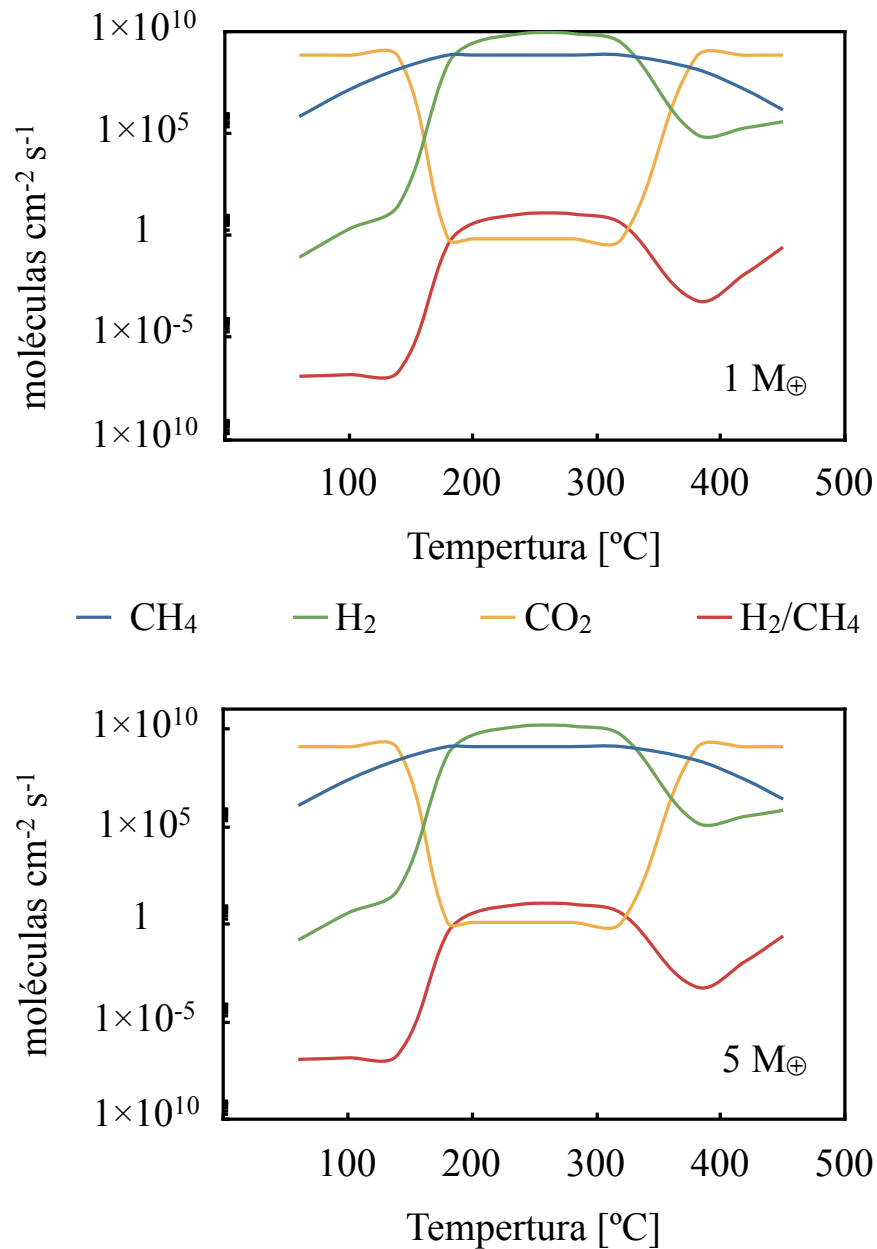 1×10¹⁰
1×10⁵
1
1×10⁻⁵
1×10¹⁰
moléculas cm⁻² s⁻¹
1 M⊕
100 200 300 400 500
Tempertura [ºC]
CH₄ H₂ CO₂ H₂/CH₄
1×10¹⁰
1×10⁵
1
1×10⁻⁵
1×10¹⁰
moléculas cm⁻² s⁻¹
5 M⊕
100 200 300 400 500
Tempertura [ºC]